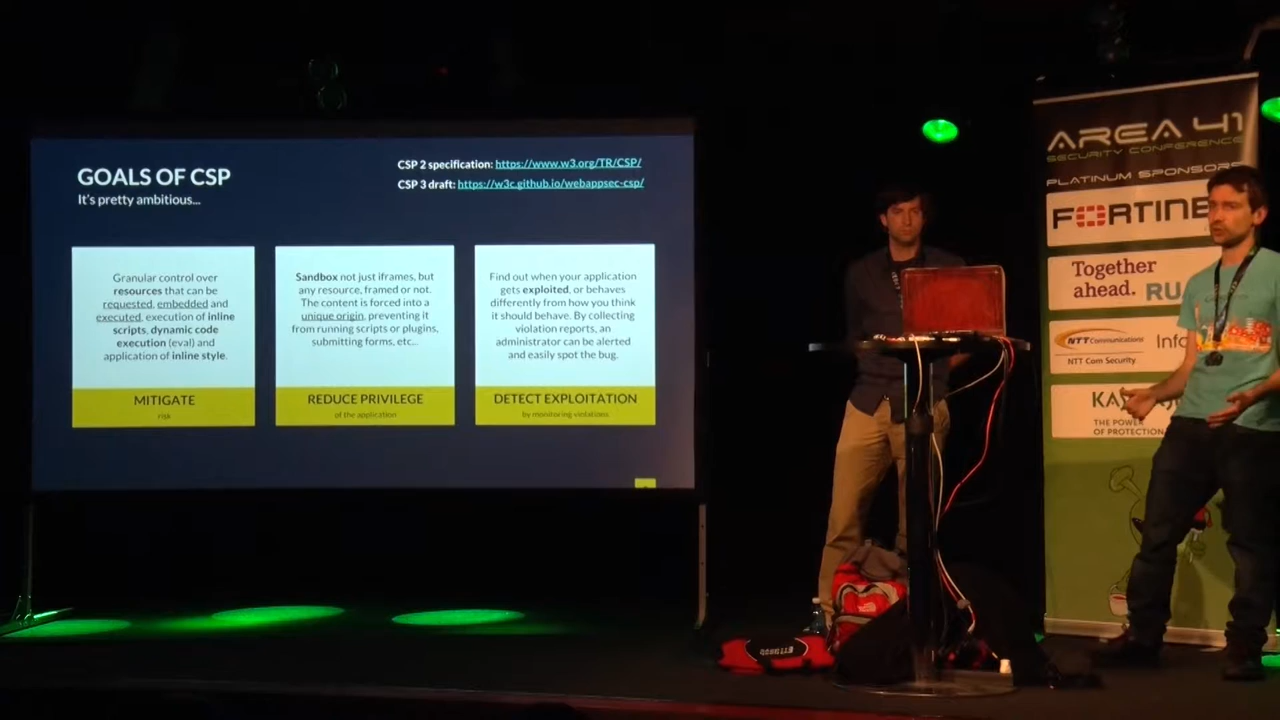 GOALS OF CSP
It's pretty ambitious...
CSP 2 specification: https://www.w3.org/TR/CSP/
CSP 3 draft: https://w3c.github.io/webappsec-csp/
Granular control over
resources that can be
requested, embedded and
executed, execution of inline
scripts, dynamic code
execution (eval) and
application of inline style.
MITIGATE
risk
Sandbox not just iframes, but
any resource, framed or not.
The content is forced into a
unique origin, preventing it
from running scripts or plugins,
submitting forms, etc...
REDUCE PRIVILEGE
of the application
Find out when your application
gets exploited, or behaves
differently from how you think
it should behave. By collecting
violation reports, an
administrator can be alerted
and easily spot the bug.
DETECT EXPLOITATION
by monitoring violations
AREA 41
SECURITY CONFERENCE
PLATINUM SPONSORS
FORTINE
Together
ahead. RU
NTT Communications
NTT Com Security
Info
KA
THE POWER
OF PROTECTION